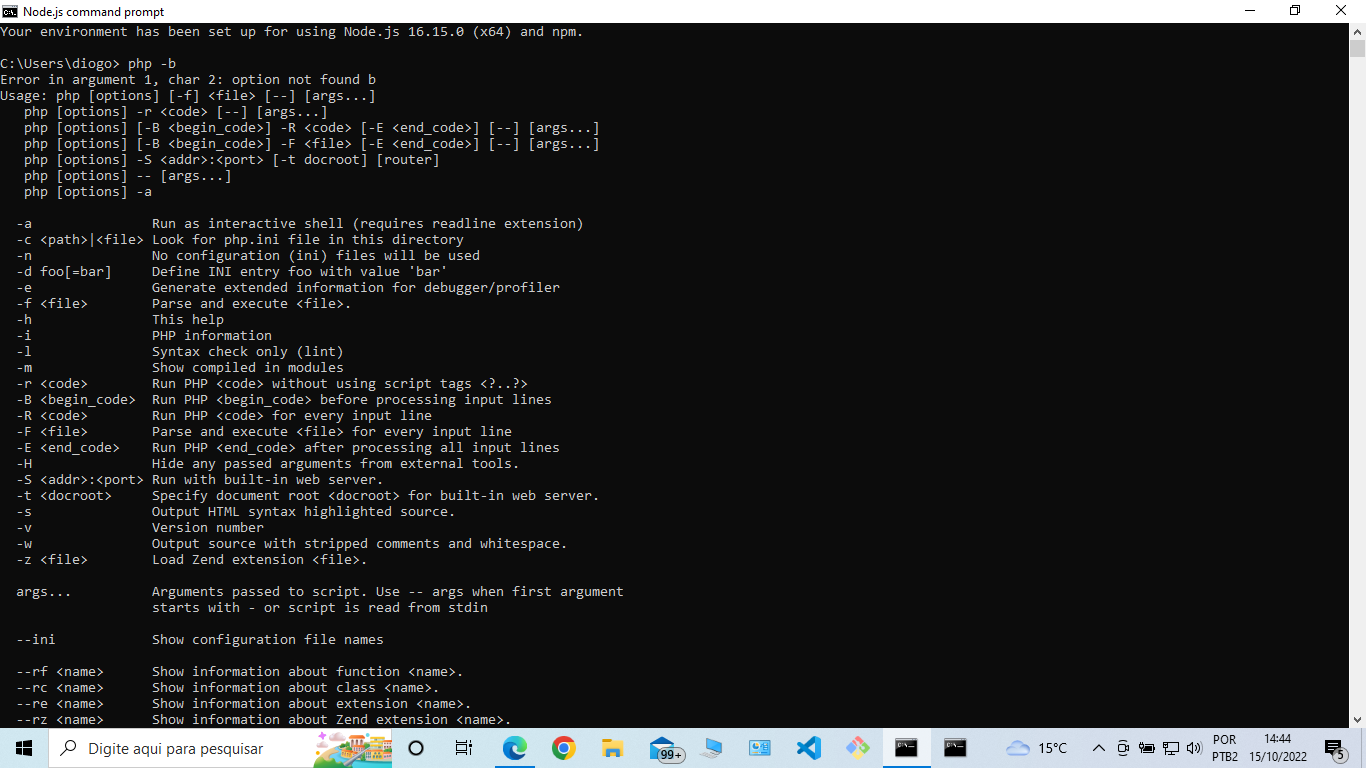 Node.js command prompt
Your environment has been set up for using Node.js 16.15.0 (x64) and npm.
C:\Users\diogo> php -b
Error in argument 1, char 2: option not found b
Usage: php [options] [-f] <file> [--] [args...]
   php [options] -r <code> [--] [args...]
   php [options] [-B <begin_code>] -R <code> [-E <end_code>] [--] [args...]
   php [options] [-B <begin_code>] -F <file> [-E <end_code>] [--] [args...]
   php [options] -S <addr>:<port> [-t docroot] [router]
   php [options] -- [args...]
   php [options] -a
  -a               Run as interactive shell (requires readline extension)
  -c <path>|<file> Look for php.ini file in this directory
  -n               No configuration (ini) files will be used
  -d foo[=bar]     Define INI entry foo with value 'bar'
  -e               Generate extended information for debugger/profiler
  -f <file>        Parse and execute <file>.
  -h               This help
  -i               PHP information
  -l               Syntax check only (lint)
  -m               Show compiled in modules
  -r <code>        Run PHP <code> without using script tags <?..?>
  -B <begin_code>  Run PHP <begin_code> before processing input lines
  -R <code>        Run PHP <code> for every input line
  -F <file>        Parse and execute <file> for every input line
  -E <end_code>    Run PHP <end_code> after processing all input lines
  -H               Hide any passed arguments from external tools.
  -S <addr>:<port> Run with built-in web server.
  -t <docroot>     Specify document root <docroot> for built-in web server.
  -s               Output HTML syntax highlighted source.
  -v               Version number
  -w               Output source with stripped comments and whitespace.
  -z <file>        Load Zend extension <file>.
  args...          Arguments passed to script. Use -- args when first argument
                   starts with - or script is read from stdin
  --ini            Show configuration file names
  --rf <name>      Show information about function <name>.
  --rc <name>      Show information about class <name>.
  --re <name>      Show information about extension <name>.
  --rz <name>      Show information about Zend extension <name>.
Digite aqui para pesquisar
99+
15°C
POR
PTB2
14:44
15/10/2022
5